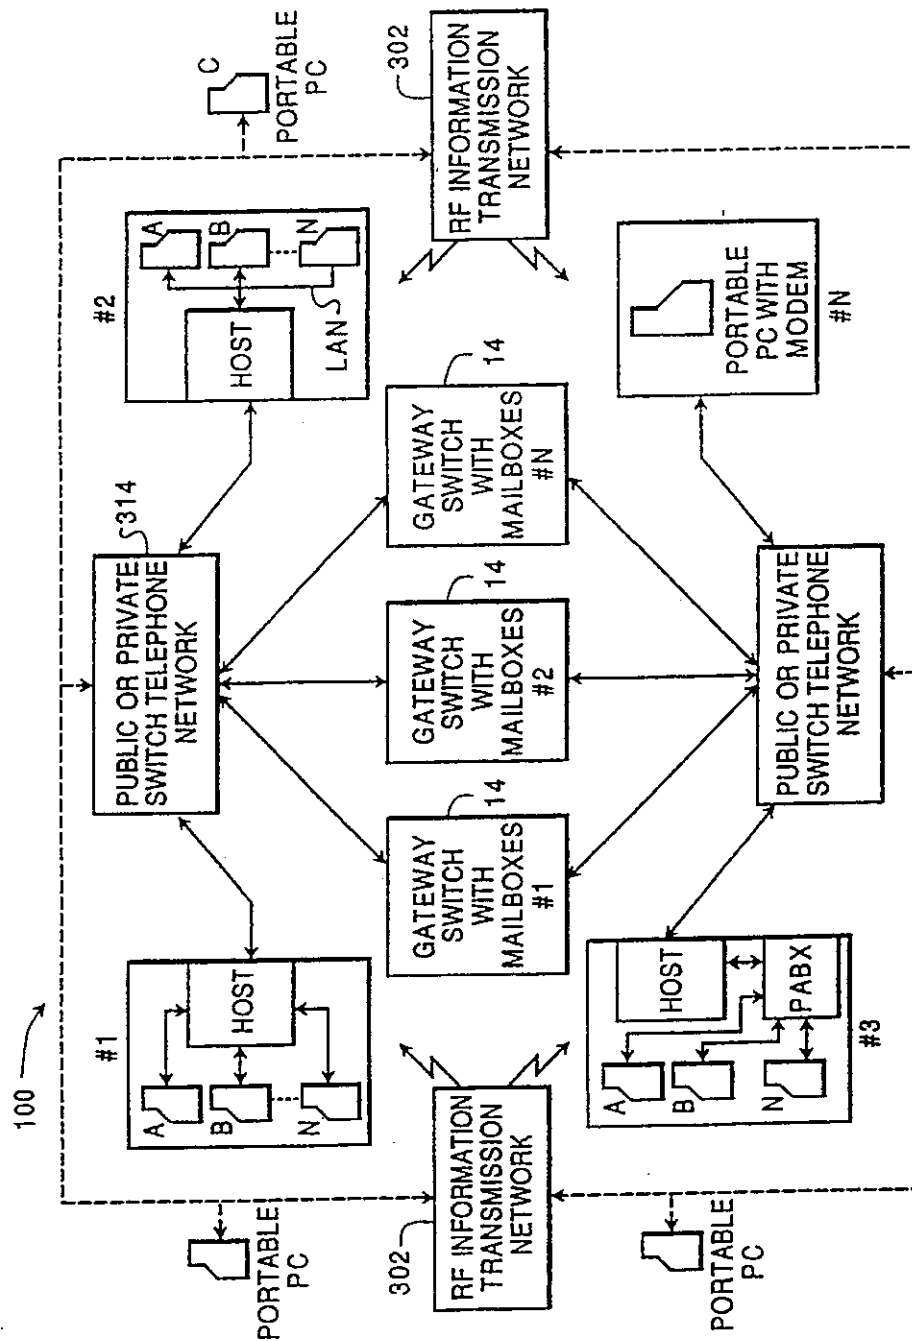 100
PORTABLE
PC
#1
A
B
N
HOST
PUBLIC OR PRIVATE
SWITCH TELEPHONE
NETWORK
314
#2
HOST
A
B
N
LAN
C
PORTABLE
PC
302
RF INFORMATION
TRANSMISSION
NETWORK
GATEWAY
SWITCH
WITH
MAILBOXES
#1
14
GATEWAY
SWITCH
WITH
MAILBOXES
#2
14
GATEWAY
SWITCH
WITH
MAILBOXES
#N
14
RF INFORMATION
TRANSMISSION
NETWORK
302
PORTABLE
PC
A
B
N
HOST
PABX
#3
PUBLIC OR PRIVATE
SWITCH TELEPHONE
NETWORK
PORTABLE
PC WITH
MODEM
#N